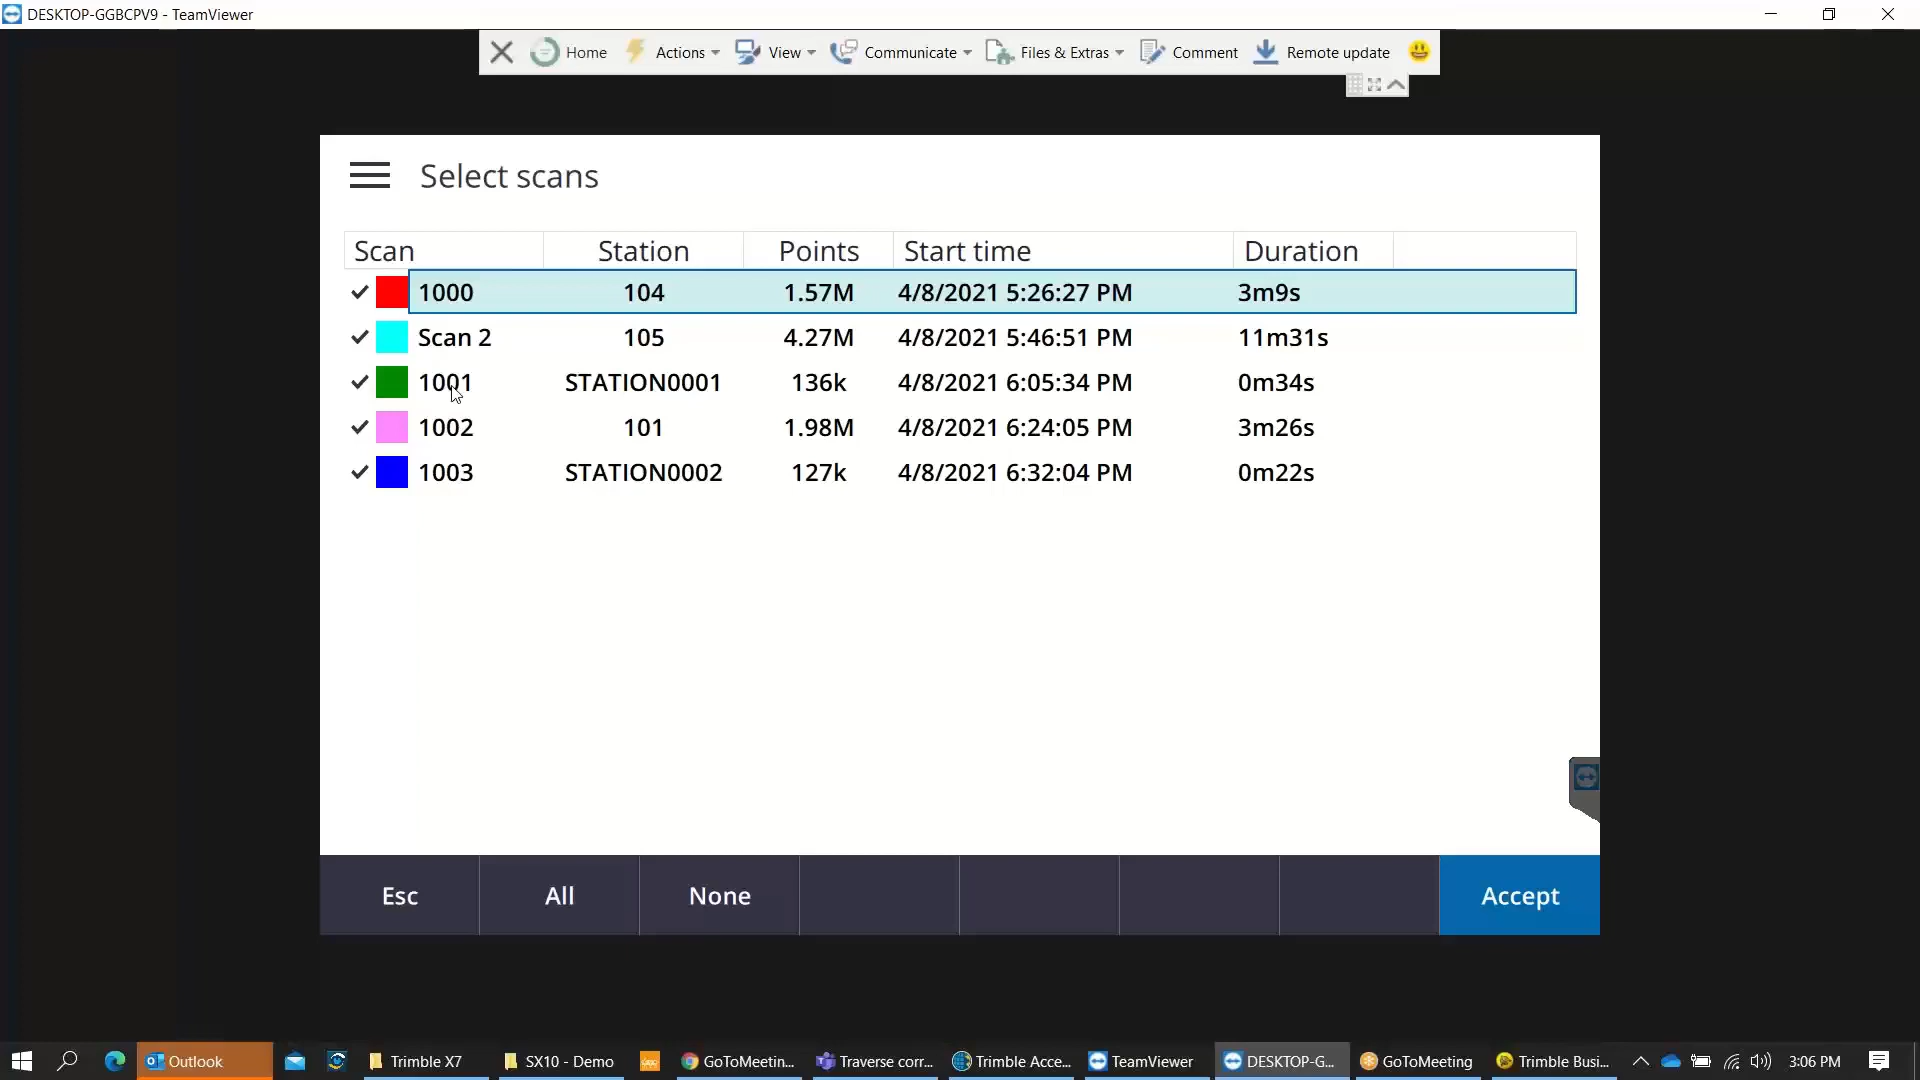 DESKTOP-GGBCPV9 - TeamViewer
Home Actions View Communicate Files & Extras Comment Remote update
Select scans
Scan Station Points Start time Duration
1000 104 1.57M 4/8/2021 5:26:27 PM 3m9s
Scan 2 105 4.27M 4/8/2021 5:46:51 PM 11m31s
1001 STATION0001 136k 4/8/2021 6:05:34 PM 0m34s
1002 101 1.98M 4/8/2021 6:24:05 PM 3m26s
1003 STATION0002 127k 4/8/2021 6:32:04 PM 0m22s
Esc All None Accept
Outlook Trimble X7 SX10 - Demo GoToMeetin... Traverse corr... Trimble Acce... TeamViewer DESKTOP-G... GoToMeeting Trimble Busi... 3:06 PM